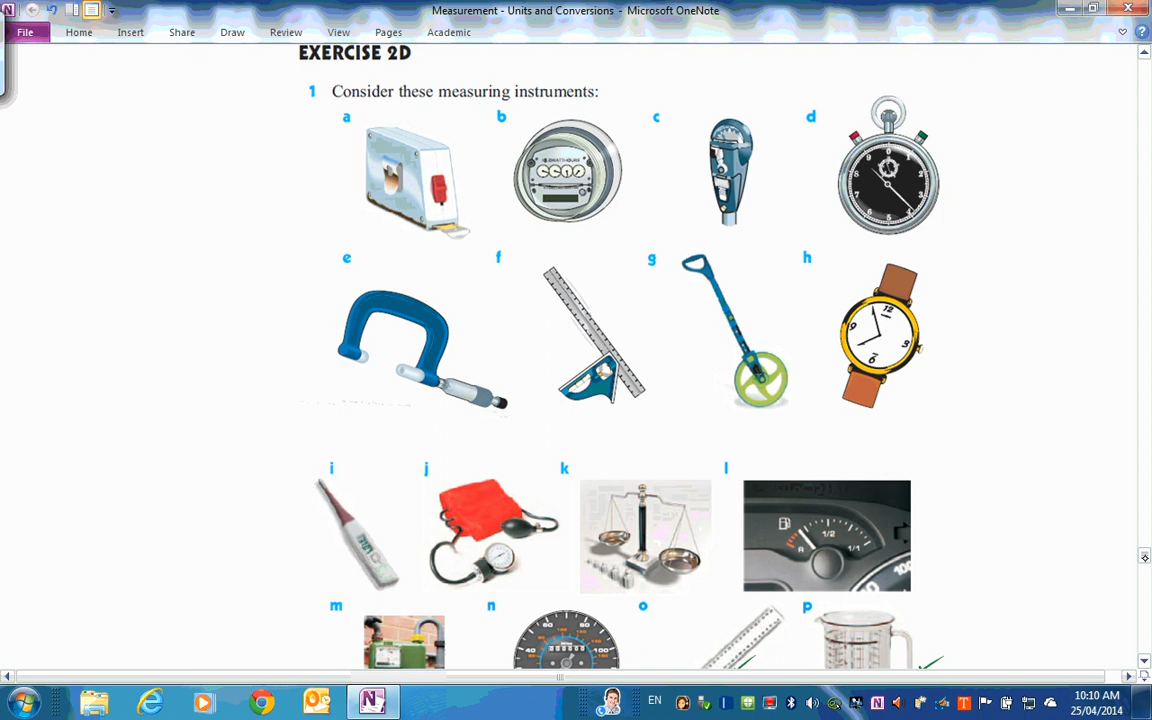 Measurement - Units and Conversions - Microsoft OneNote
File Home Insert Share Draw Review View Pages Academic
EXERCISE 2D
1 Consider these measuring instruments:
a b c d
e f g h
i j k l
m n o p
EN
10:10 AM
25/04/2014